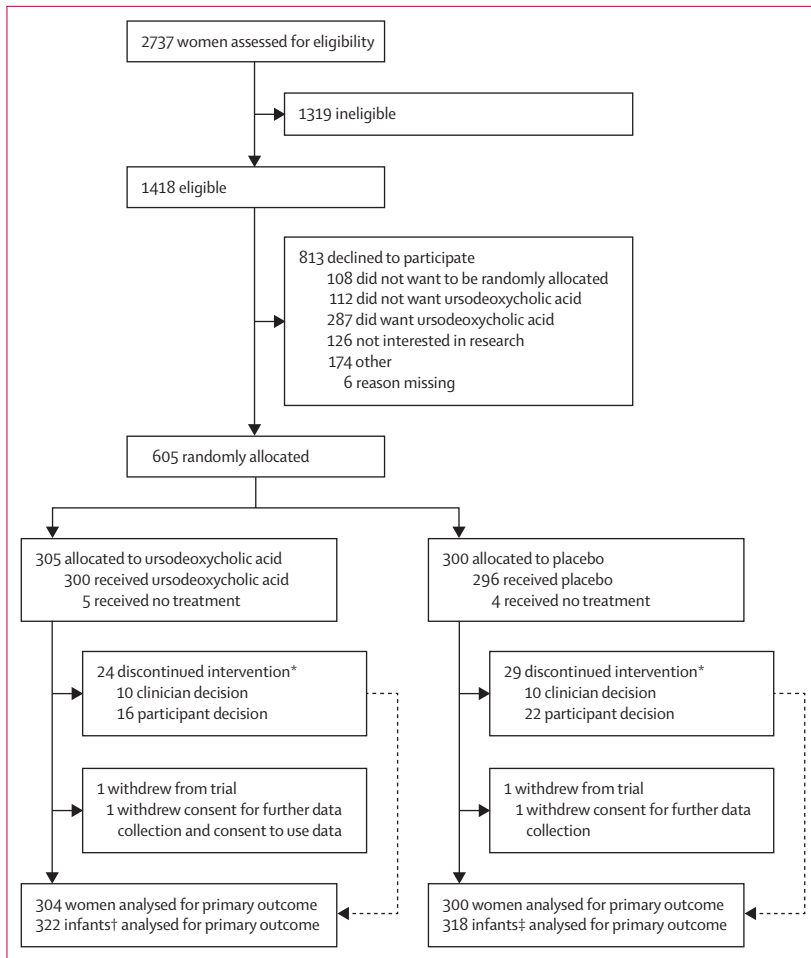 2737 women assessed for eligibility
1319 ineligible
1418 eligible
813 declined to participate
108 did not want to be randomly allocated
112 did not want ursodeoxycholic acid
287 did want ursodeoxycholic acid
126 not interested in research
174 other
6 reason missing
605 randomly allocated
305 allocated to ursodeoxycholic acid
300 received ursodeoxycholic acid
5 received no treatment
300 allocated to placebo
296 received placebo
4 received no treatment
24 discontinued intervention*
10 clinician decision
16 participant decision
29 discontinued intervention*
10 clinician decision
22 participant decision
1 withdrew from trial
1 withdrew consent for further data
collection and consent to use data
1 withdrew from trial
1 withdrew consent for further data
collection
304 women analysed for primary outcome
322 infants† analysed for primary outcome
300 women analysed for primary outcome
318 infants‡ analysed for primary outcome